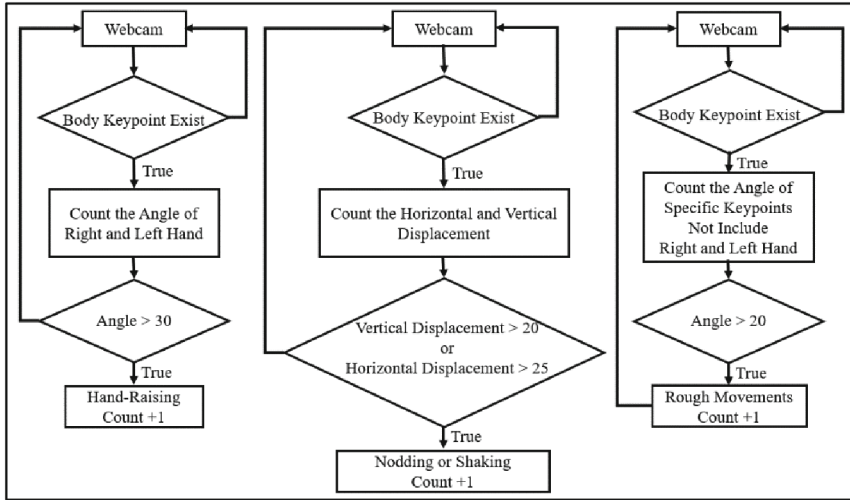 Webcam
Body Keypoint Exist
True
Count the Angle of
Right and Left Hand
Angle > 30
True
Hand-Raising
Count +1
Webcam
Body Keypoint Exist
True
Count the Horizontal and Vertical
Displacement
Vertical Displacement > 20
or
Horizontal Displacement > 25
True
Nodding or Shaking
Count +1
Webcam
Body Keypoint Exist
True
Count the Angle of
Specific Keypoints
Not Include
Right and Left Hand
Angle > 20
True
Rough Movements
Count +1